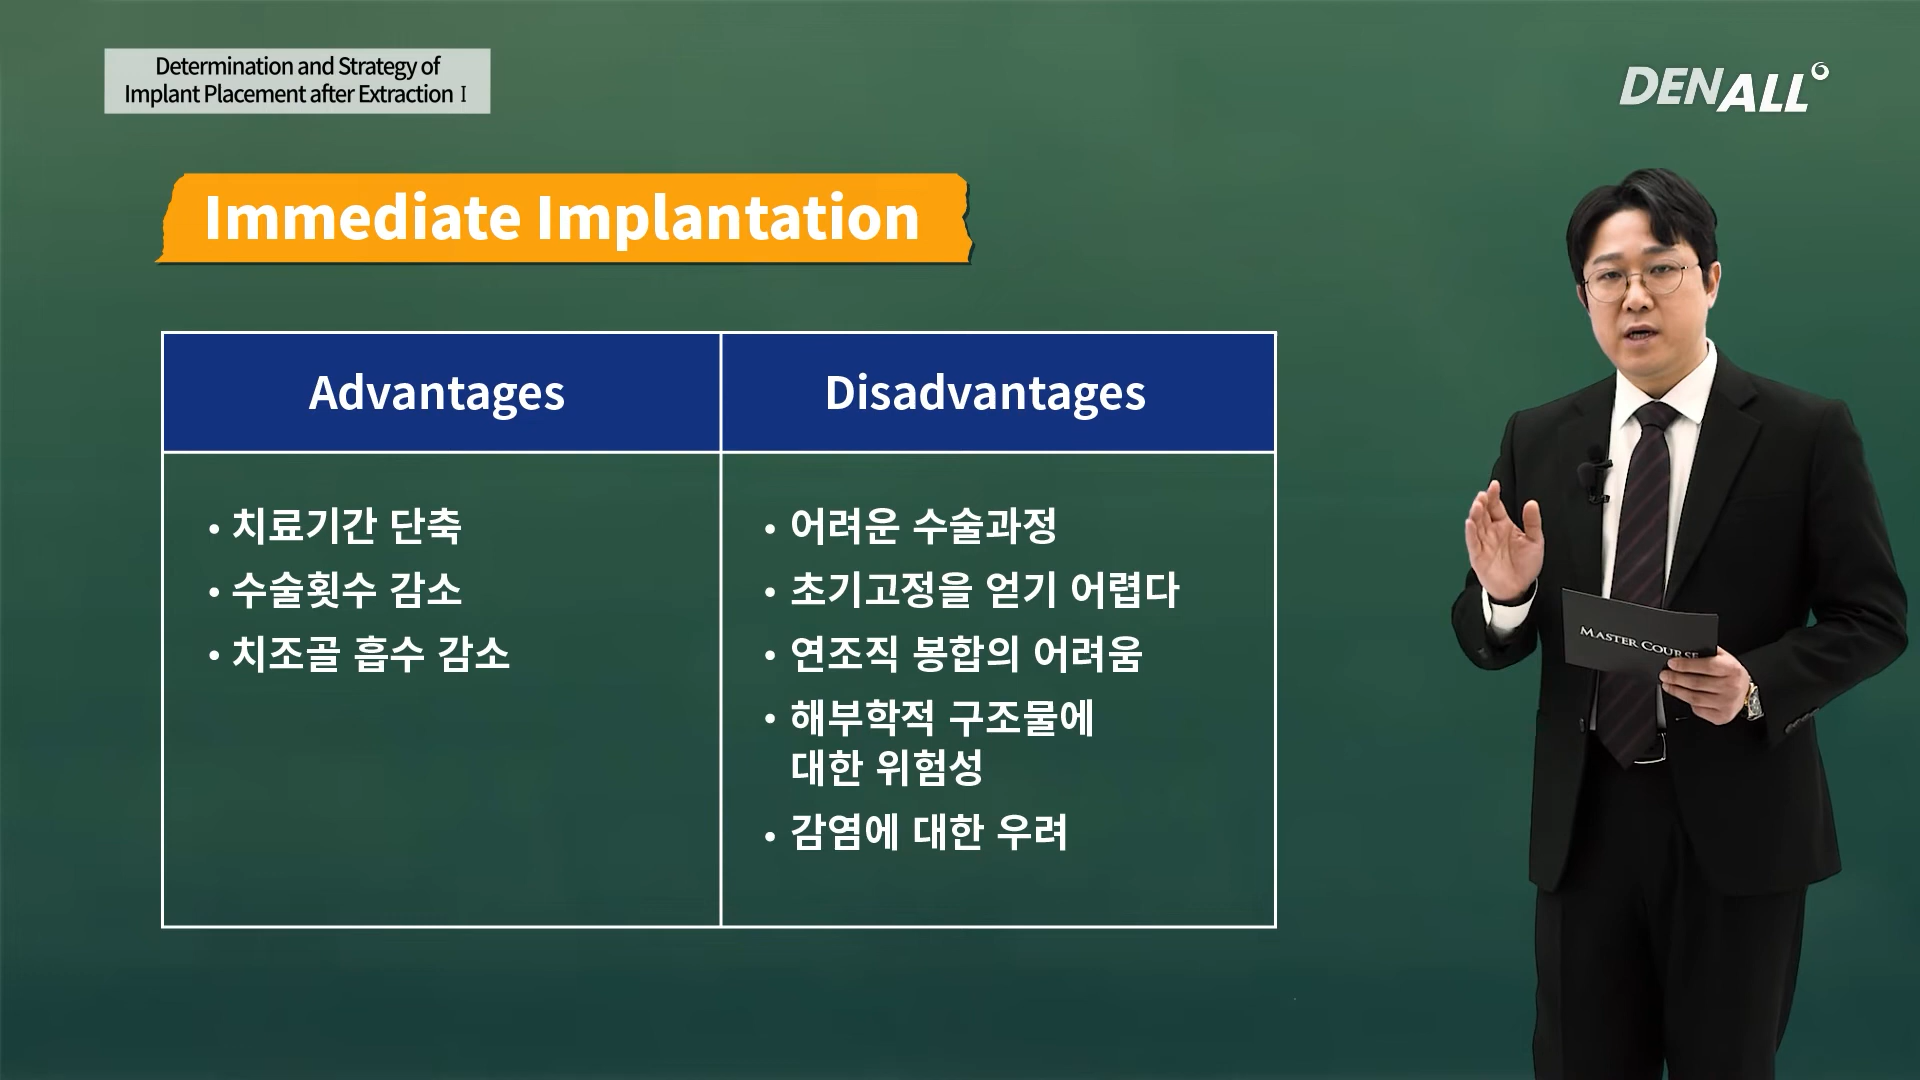 Determination and Strategy of
Implant Placement after Extraction Ⅰ
DENALL
Immediate Implantation
Advantages
Disadvantages
• 치료기간 단축
• 수술횟수 감소
• 치조골 흡수 감소
• 어려운 수술과정
• 초기고정을 얻기 어렵다
• 연조직 봉합의 어려움
• 해부학적 구조물에
대한 위험성
• 감염에 대한 우려
MASTER COURSE